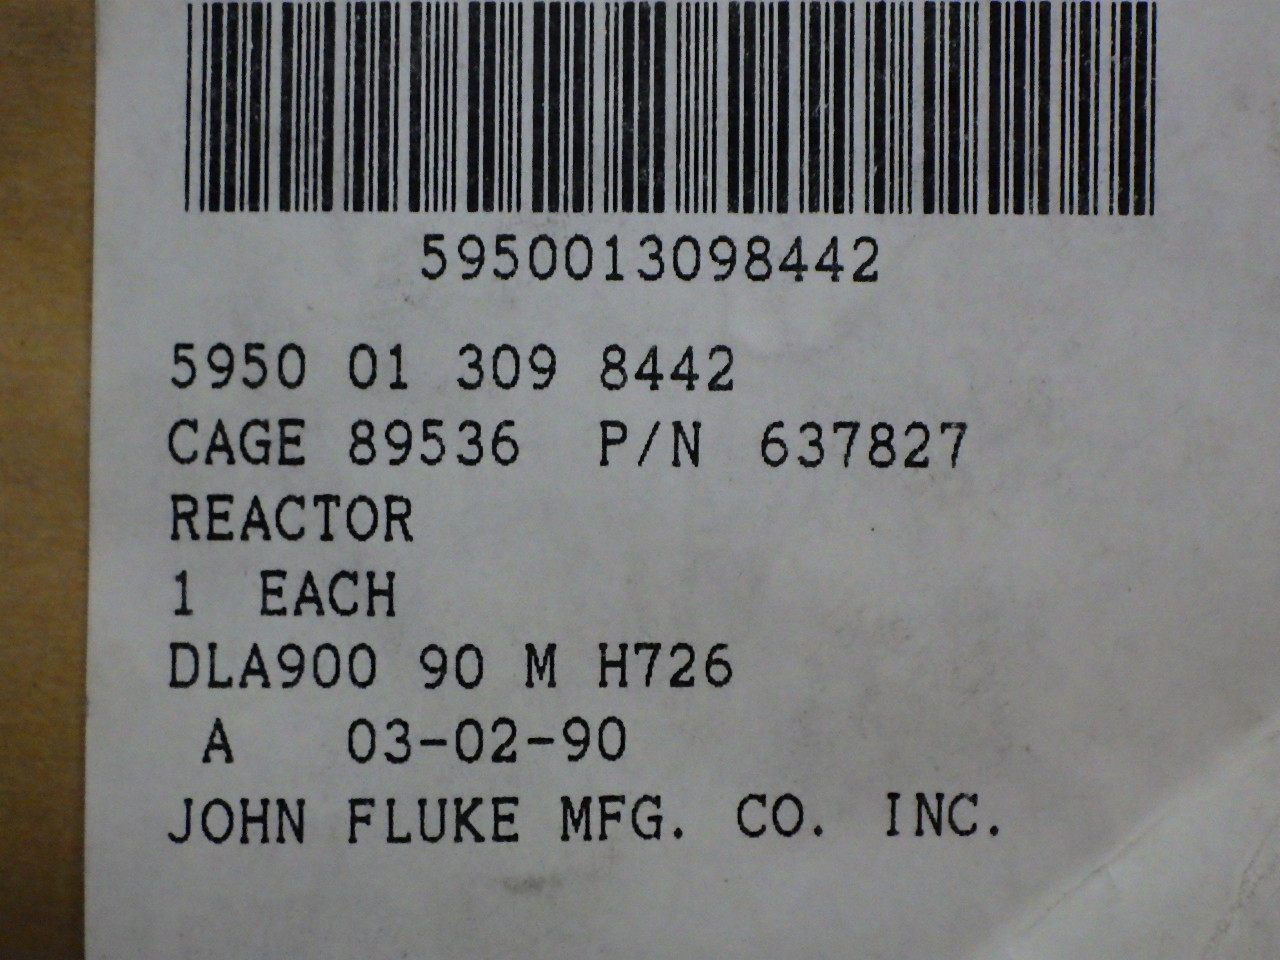 5950013098442
5950 01 309 8442
CAGE 89536 P/N 637827
REACTOR
1 EACH
DLA900 90 M H726
A 03-02-90
JOHN FLUKE MFG. CO. INC.